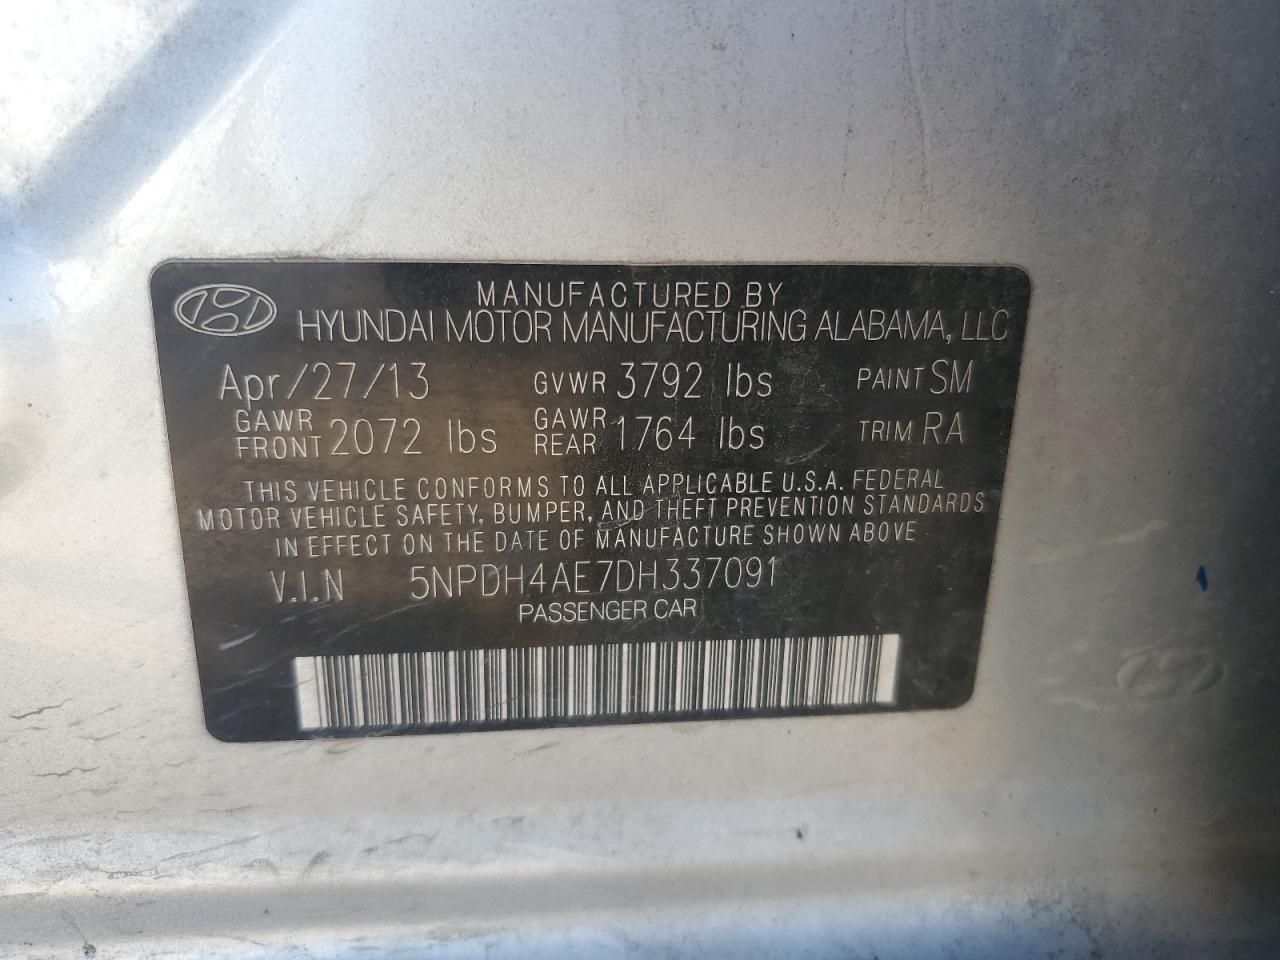 MANUFACTURED BY
HYUNDAI MOTOR MANUFACTURING ALABAMA, LLC
Apr/27/13 GVWR 3792 lbs PAINT SM
GAWR FRONT 2072 lbs GAWR REAR 1764 lbs TRIM RA
THIS VEHICLE CONFORMS TO ALL APPLICABLE U.S.A. FEDERAL
MOTOR VEHICLE SAFETY, BUMPER, AND THEFT PREVENTION STANDARDS
IN EFFECT ON THE DATE OF MANUFACTURE SHOWN ABOVE
V.I.N 5NPDH4AE7DH337091
PASSENGER CAR